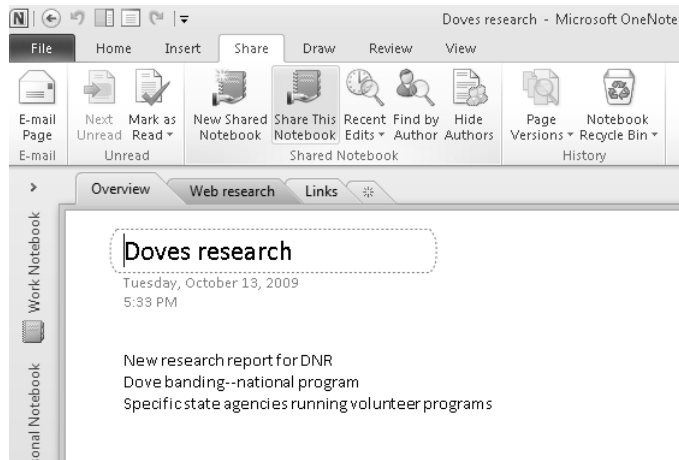 Doves research - Microsoft OneNote
File Home Insert Share Draw Review View
E-mail Page
Next Unread
Mark as Read
New Shared Notebook
Share This Notebook
Recent Edits
Find by Author
Hide Authors
Page Versions
Notebook Recycle Bin
E-mail Unread Shared Notebook History
Overview Web research Links
Work Notebook
onal Notebook
Doves research
Tuesday, October 13, 2009
5:33 PM
New research report for DNR
Dove banding--national program
Specific state agencies running volunteer programs